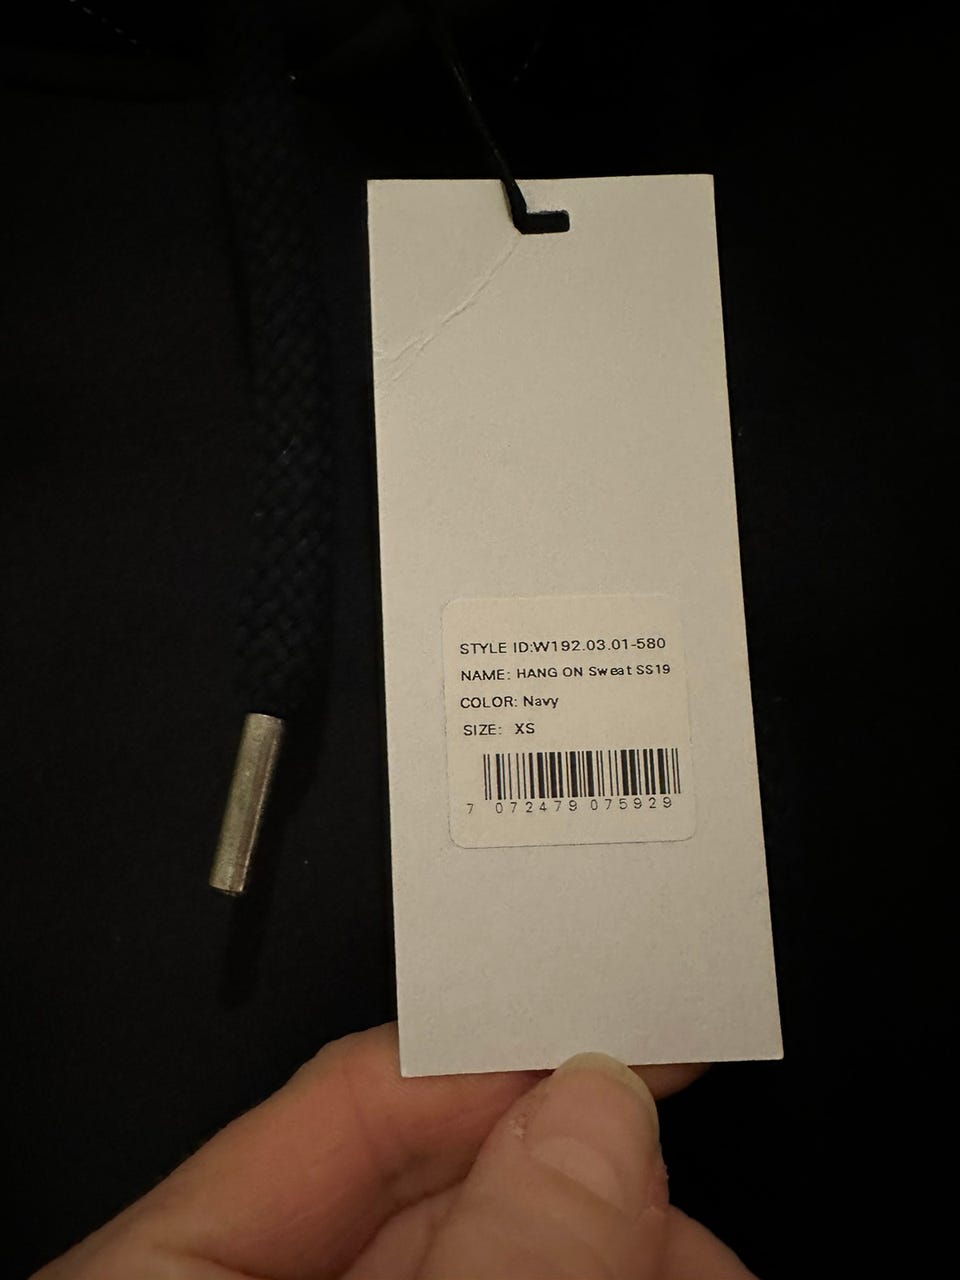 STYLE ID:W192.03.01-580
NAME: HANG ON Sweat SS19
COLOR: Navy
SIZE: XS
7 072479 075929